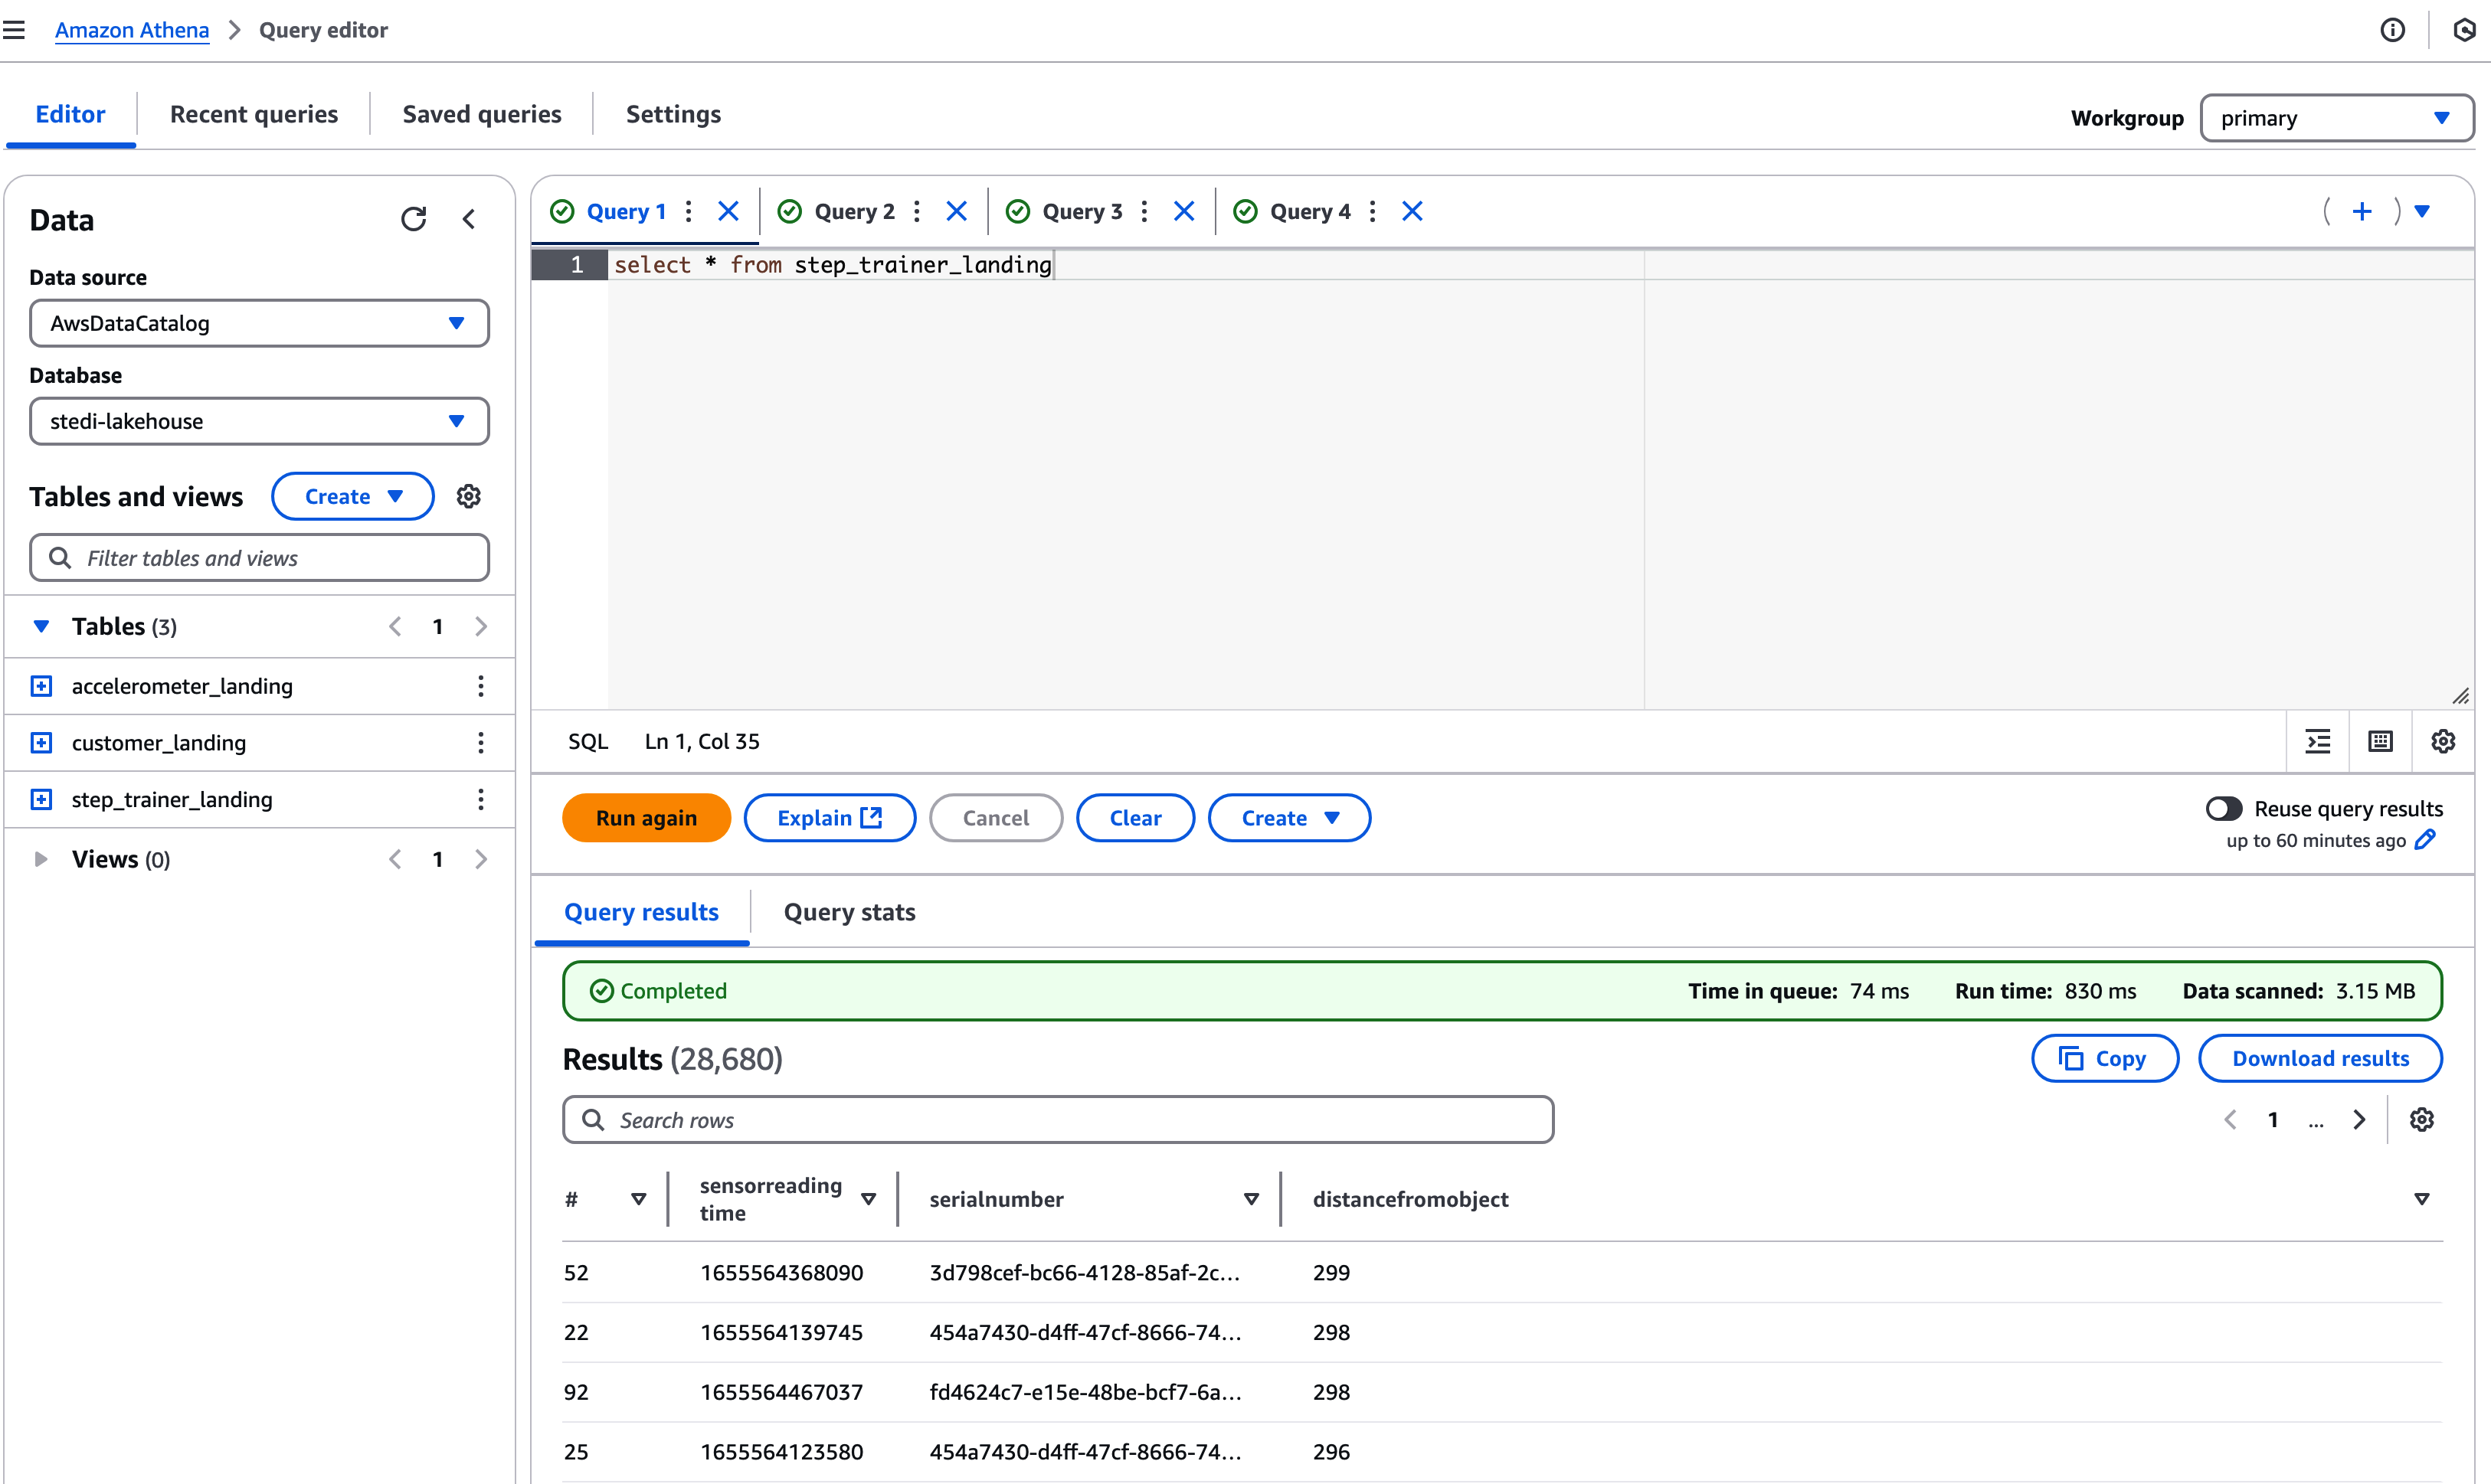 Amazon Athena > Query editor
Editor
Recent queries
Saved queries
Settings
Workgroup
primary
Data
Data source
AwsDataCatalog
Database
stedi-lakehouse
Tables and views
Create
Filter tables and views
Tables (3)
1
accelerometer_landing
customer_landing
step_trainer_landing
Views (0)
1
Query 1
Query 2
Query 3
Query 4
1 select * from step_trainer_landing
SQL
Ln 1, Col 35
Run again
Explain
Cancel
Clear
Create
Reuse query results
up to 60 minutes ago
Query results
Query stats
Completed
Time in queue: 74 ms
Run time: 830 ms
Data scanned: 3.15 MB
Results (28,680)
Copy
Download results
Search rows
1 ...
# sensorreadingtime serialnumber distancefromobject
52 1655564368090 3d798cef-bc66-4128-85af-2c... 299
22 1655564139745 454a7430-d4ff-47cf-8666-74... 298
92 1655564467037 fd4624c7-e15e-48be-bcf7-6a... 298
25 1655564123580 454a7430-d4ff-47cf-8666-74... 296